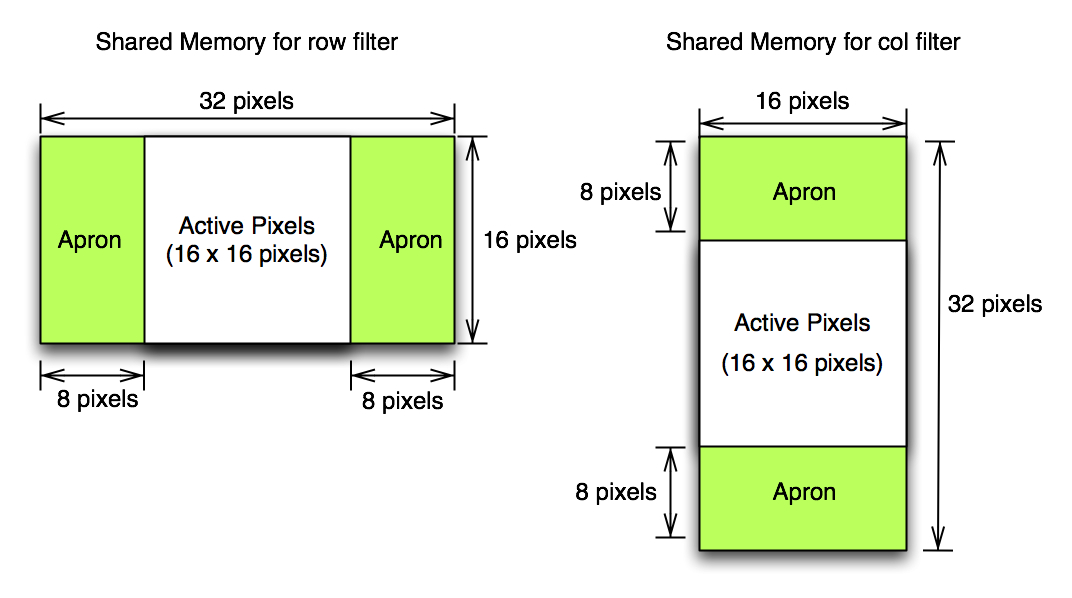 Shared Memory for row filter
32 pixels
Apron
Active Pixels
(16 x 16 pixels)
Apron
16 pixels
8 pixels
8 pixels
Shared Memory for col filter
16 pixels
8 pixels
Apron
Active Pixels
(16 x 16 pixels)
32 pixels
8 pixels
Apron